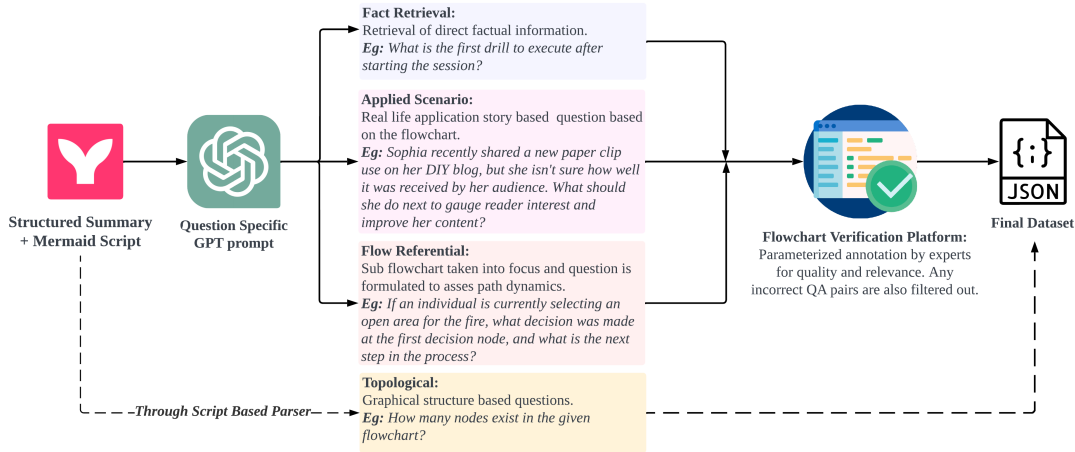 Structured Summary
+ Mermaid Script
Question Specific
GPT prompt
Fact Retrieval:
Retrieval of direct factual information.
Eg: What is the first drill to execute after
starting the session?
Applied Scenario:
Real life application story based question based
on the flowchart.
Eg: Sophia recently shared a new paper clip
use on her DIY blog, but she isn't sure how well
it was received by her audience. What should
she do next to gauge reader interest and
improve her content?
Flow Referential:
Sub flowchart taken into focus and question is
formulated to asses path dynamics.
Eg: If an individual is currently selecting an
open area for the fire, what decision was made
at the first decision node, and what is the next
step in the process?
Through Script Based Parser
Topological:
Graphical structure based questions.
Eg: How many nodes exist in the given
flowchart?
Flowchart Verification Platform:
Parameterized annotation by experts
for quality and relevance. Any
incorrect QA pairs are also filtered out.
{;}
JSON
Final Dataset